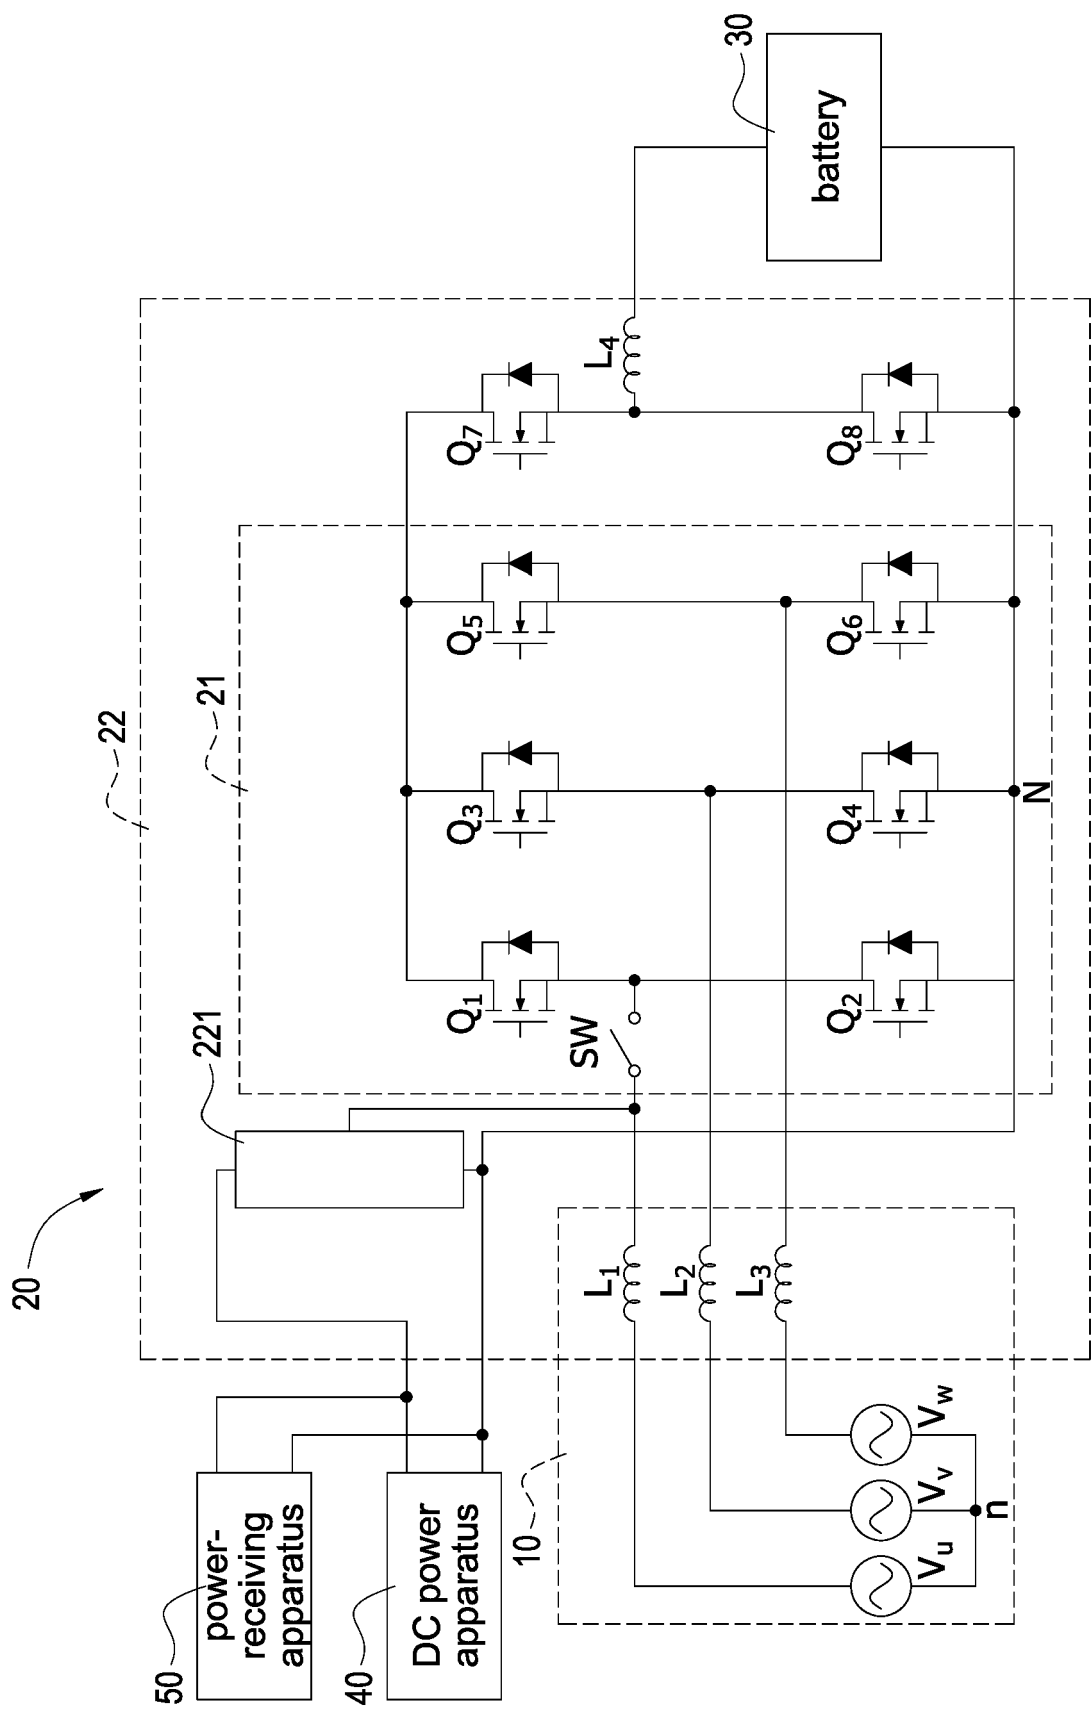 20
22
21
221
50
power-
receiving
apparatus
40
DC power
apparatus
10
Vu
Vv
Vw
n
L1
L2
L3
SW
Q1
Q3
Q5
Q7
Q2
Q4
Q6
Q8
N
L4
30
battery